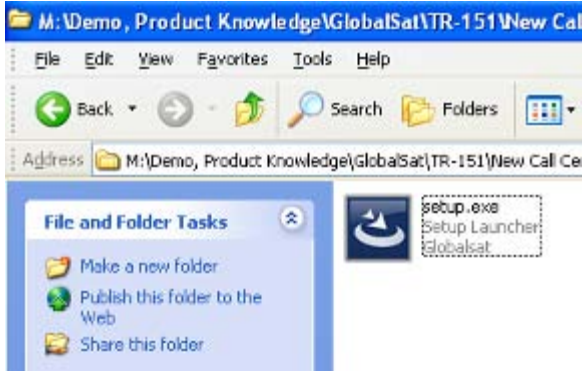 M:\Demo, Product Knowledge\GlobalSat\TR-151\New Cal
File Edit View Favorites Tools Help
Back Search Folders
Address M:\Demo, Product Knowledge\GlobalSat\TR-151\New Call Ce
File and Folder Tasks
Make a new folder
Publish this folder to the
Web
Share this folder
setup.exe
Setup Launcher
Globalsat